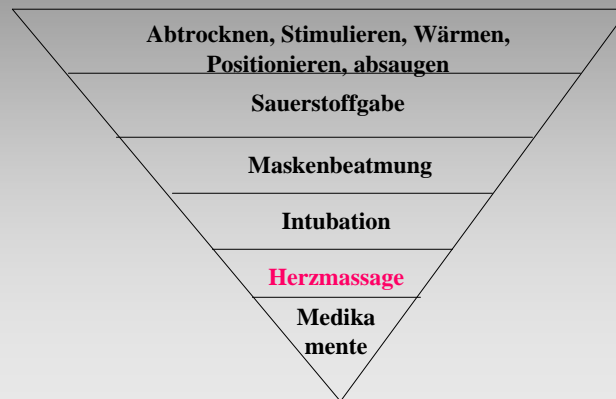 Abtrocknen, Stimulieren, Wärmen,
Positionieren, absaugen
Sauerstoffgabe
Maskenbeatmung
Intubation
Herzmassage
Medika
mente